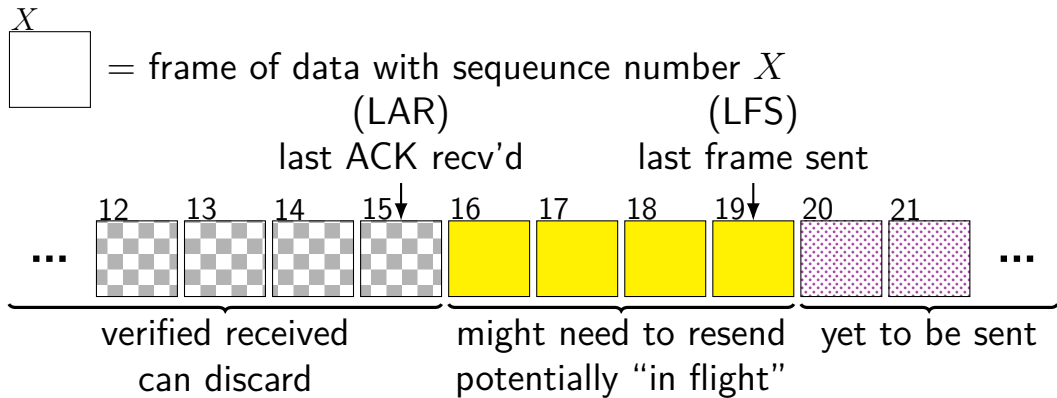 X
= frame of data with sequeunce number X
(LAR) (LFS)
last ACK recv'd last frame sent
12 13 14 15 16 17 18 19 20 21
... ...
verified received might need to resend yet to be sent
can discard potentially “in flight”